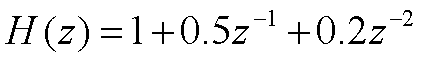 H(z) = 1 + 0.5z⁻¹ + 0.2z⁻²